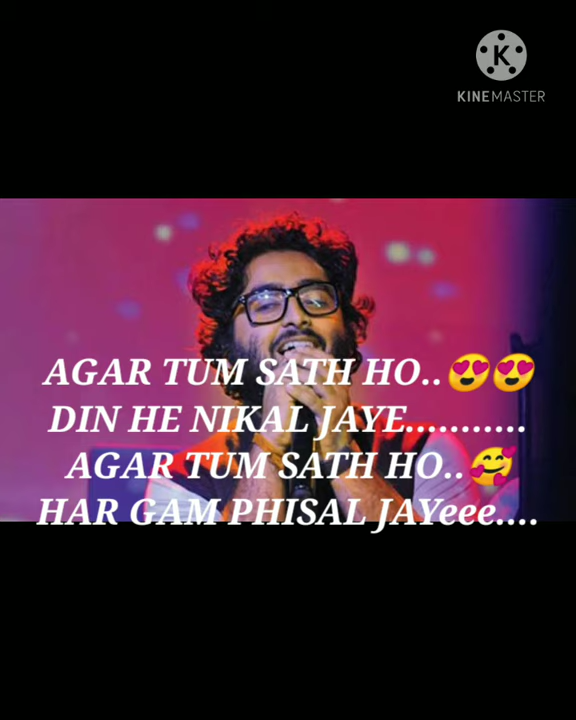 K
KINEMASTER
AGAR TUM SATH HO..😍😍
DIN HE NIKAL JAYE...........
AGAR TUM SATH HO..🥰
HAR GAM PHISAL JAYeee....